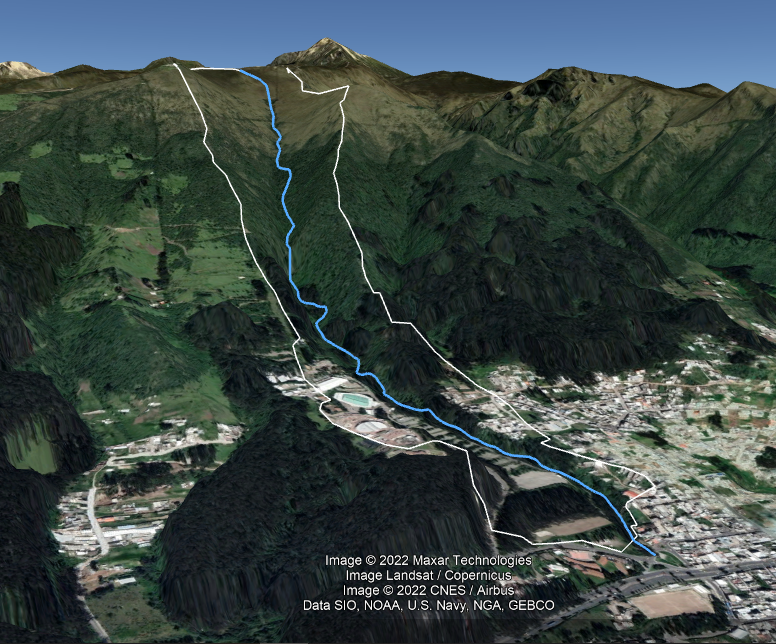 Image © 2022 Maxar Technologies
Image Landsat / Copernicus
Image © 2022 CNES / Airbus
Data SIO, NOAA, U.S. Navy, NGA, GEBCO